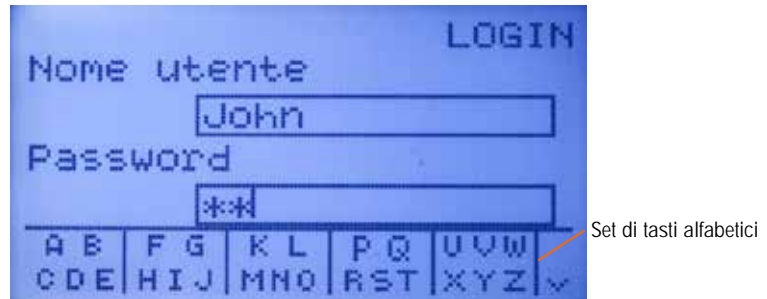 LOGIN
Nome utente
John
Password
**
A B F G K L P Q U V W
C D E H I J M N O R S T X Y Z
Set di tasti alfabetici